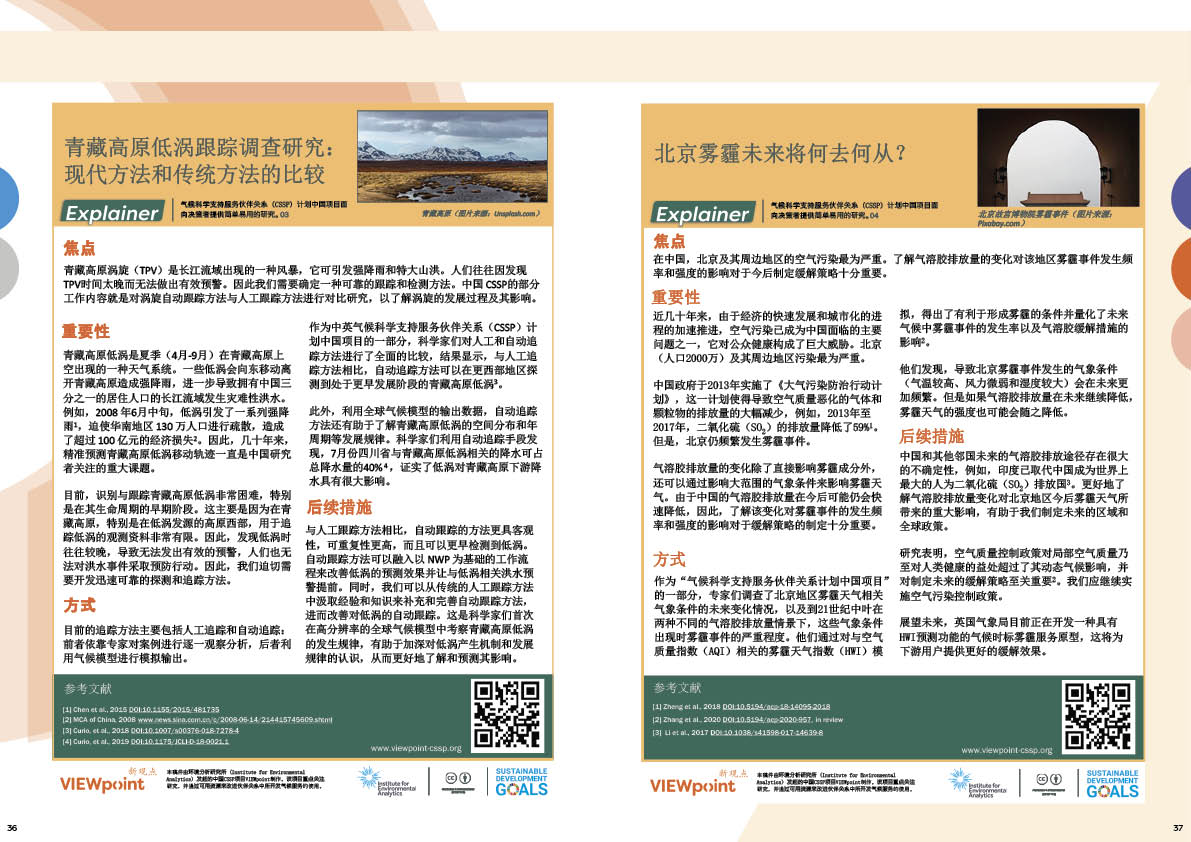 青藏高原低涡跟踪调查研究：
现代方法和传统方法的比较
Explainer
气候科学支持服务伙伴关系（CSSP）计划中国项目面
向决策者提供简单易用的研究。03
青藏高原（图片来源：Unsplash.com）
焦点
青藏高原涡旋（TPV）是长江流域出现的一种风暴，它可引发强降雨和特大山洪。人们往往因发现
TPV时间太晚而无法做出有效预警。因此我们需要确定一种可靠的跟踪和检测方法。中国 CSSP的部分
工作内容就是对涡旋自动跟踪方法与人工跟踪方法进行对比研究，以了解涡旋的发展过程及其影响。
重要性
青藏高原低涡是夏季（4月-9月）在青藏高原上
空出现的一种天气系统。一些低涡会向东移动离
开青藏高原造成强降雨，进一步导致拥有中国三
分之一的居住人口的长江流域发生灾难性洪水。
例如，2008 年6月中旬，低涡引发了一系列强降
雨¹，迫使华南地区 130 万人口进行疏散，造成
了超过 100 亿元的经济损失²。因此，几十年来，
精准预测青藏高原低涡移动轨迹一直是中国研究
者关注的重大课题。
目前，识别与跟踪青藏高原低涡非常困难，特别
是在其生命周期的早期阶段。这主要是因为在青
藏高原，特别是在低涡发源的高原西部，用于追
踪低涡的观测资料非常有限。因此，发现低涡时
往往较晚，导致无法发出有效的预警，人们也无
法对洪水事件采取预防行动。因此，我们迫切需
要开发迅速可靠的探测和追踪方法。
方式
目前的追踪方法主要包括人工追踪和自动追踪；
前者依靠专家对案例进行逐一观察分析，后者利
用气候模型进行模拟输出。
作为中英气候科学支持服务伙伴关系（CSSP）计
划中国项目的一部分，科学家们对人工和自动追
踪方法进行了全面的比较，结果显示，与人工追
踪方法相比，自动追踪方法可以在更西部地区探
测到处于更早发展阶段的青藏高原低涡³。
此外，利用全球气候模型的输出数据，自动追踪
方法还有助于了解青藏高原低涡的空间分布和年
周期等发展规律。科学家们利用自动追踪手段发
现，7月份四川省与青藏高原低涡相关的降水可占
总降水量的40%⁴，证实了低涡对青藏高原下游降
水具有很大影响。
后续措施
与人工跟踪方法相比，自动跟踪的方法更具客观
性，可重复性更高，而且可以更早检测到低涡。
自动跟踪方法可以融入以 NWP 为基础的工作流
程来改善低涡的预测效果并让与低涡相关洪水预
警提前。同时，我们可以从传统的人工跟踪方法
中汲取经验和知识来补充和完善自动跟踪方法，
进而改善对低涡的自动跟踪。这是科学家们首次
在高分辨率的全球气候模型中考察青藏高原低涡
的发生规律，有助于加深对低涡产生机制和发展
规律的认识，从而更好地了解和预测其影响。
参考文献
[1] Chen et al., 2015 DOI:10.1155/2015/481735
[2] MCA of China, 2008 www.news.sina.com.cn/c/2008-06-14/214415745609.shtml
[3] Curio et al., 2018 DOI:10.1007/s00376-018-7278-4
[4] Curio, et al., 2019 DOI:10.1175/JCLI-D-18-0021.1
www.viewpoint-cssp.org
新观点
VIEWpoint
本稿件由环境分析研究所（Institute for Environmental
Analytics）发起的中国CSSP项目VIEWpoint制作。该项目重点关注
研究，并通过可用资源来改进伙伴关系中所开发气候服务的使用。
Institute for
Environmental
Analytics
SUSTAINABLE
DEVELOPMENT
GOALS
36
北京雾霾未来将何去何从？
Explainer
气候科学支持服务伙伴关系（CSSP）计划中国项目面
向决策者提供简单易用的研究。04
北京故宫博物院雾霾事件（图片来源：
Pixabay.com）
焦点
在中国，北京及其周边地区的空气污染最为严重。了解气溶胶排放量的变化对该地区雾霾事件发生频
率和强度的影响对于今后制定缓解策略十分重要。
重要性
近几十年来，由于经济的快速发展和城市化的进
程的加速推进，空气污染已成为中国面临的主要
问题之一，它对公众健康构成了巨大威胁。北京
（人口2000万）及其周边地区污染最为严重。
中国政府于2013年实施了《大气污染防治行动计
划》，这一计划使得导致空气质量恶化的气体和
颗粒物的排放量的大幅减少，例如，2013年至
2017年，二氧化硫（SO₂）的排放量降低了59%¹。
但是，北京仍频繁发生雾霾事件。
气溶胶排放量的变化除了直接影响雾霾成分外，
还可以通过影响大范围的气象条件来影响雾霾天
气。由于中国的气溶胶排放量在今后可能仍会快
速降低，因此，了解该变化对雾霾事件的发生频
率和强度的影响对于缓解策略的制定十分重要。
方式
作为“气候科学支持服务伙伴关系计划中国项目”
的一部分，专家们调查了北京地区雾霾天气相关
气象条件的未来变化情况，以及到21世纪中叶在
两种不同的气溶胶排放量情景下，这些气象条件
出现时雾霾事件的严重程度。他们通过对与空气
质量指数（AQI）相关的雾霾天气指数（HWI）模
拟，得出了有利于形成雾霾的条件并量化了未来
气候中雾霾事件的发生率以及气溶胶缓解措施的
影响²。
他们发现，导致北京雾霾事件发生的气象条件
（气温较高、风力微弱和湿度较大）会在未来更
加频繁。但是如果气溶胶排放量在未来继续降低，
雾霾天气的强度也可能会随之降低。
后续措施
中国和其他邻国未来的气溶胶排放途径存在很大
的不确定性，例如，印度已取代中国成为世界上
最大的人为二氧化硫（SO₂）排放国³。更好地了
解气溶胶排放量变化对北京地区今后雾霾天气所
带来的重大影响，有助于我们制定未来的区域和
全球政策。
研究表明，空气质量控制政策对局部空气质量乃
至对人类健康的益处超过了其动态气候影响，并
对制定未来的缓解策略至关重要²。我们应继续实
施空气污染控制政策。
展望未来，英国气象局目前正在开发一种具有
HWI预测功能的气候时标雾霾服务原型，这将为
下游用户提供更好的缓解效果。
参考文献
[1] Zheng et al., 2018 DOI:10.5194/acp-18-14095-2018
[2] Zhang et al., 2020 DOI:10.5194/acp-2020-957, in review
[3] Li et al., 2017 DOI:10.1038/s41598-017-14639-8
www.viewpoint-cssp.org
新观点
VIEWpoint
本稿件由环境分析研究所（Institute for Environmental
Analytics）发起的中国CSSP项目VIEWpoint制作。该项目重点关注
研究，并通过可用资源来改进伙伴关系中所开发气候服务的使用。
Institute for
Environmental
Analytics
SUSTAINABLE
DEVELOPMENT
GOALS
37